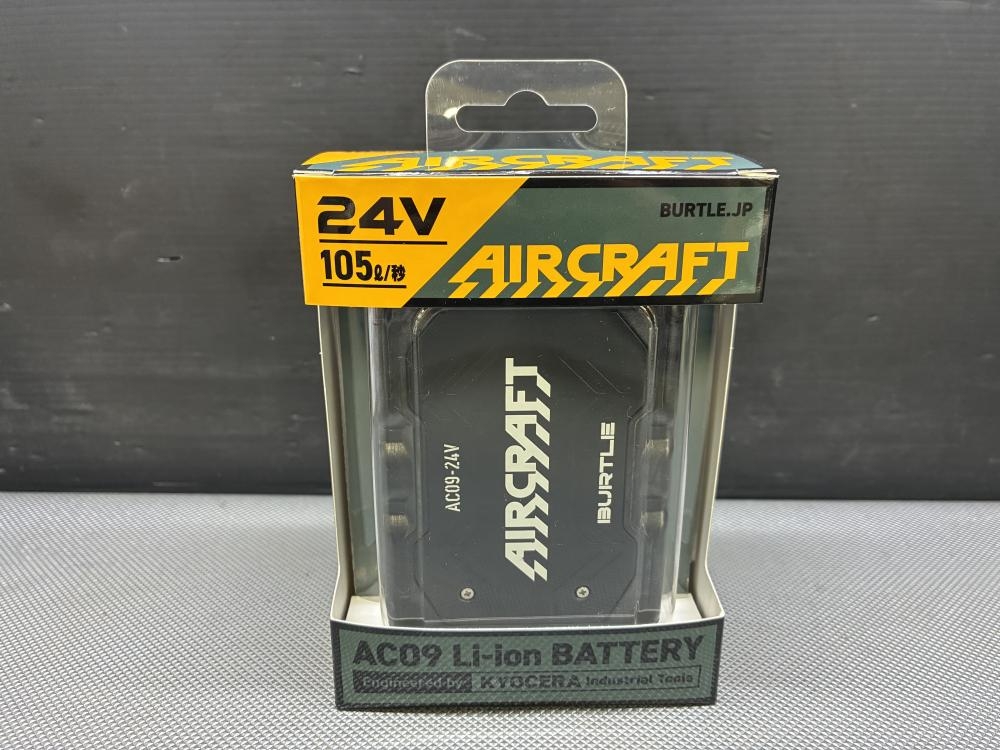 AIRCRAFT
24V
105ℓ/秒
BURTLE.JP
AIRCRAFT
AC09-24V
AIRCRAFT
BURTLE
AC09 Li-ion BATTERY
Engineered by KYOCERA Industrial Tools